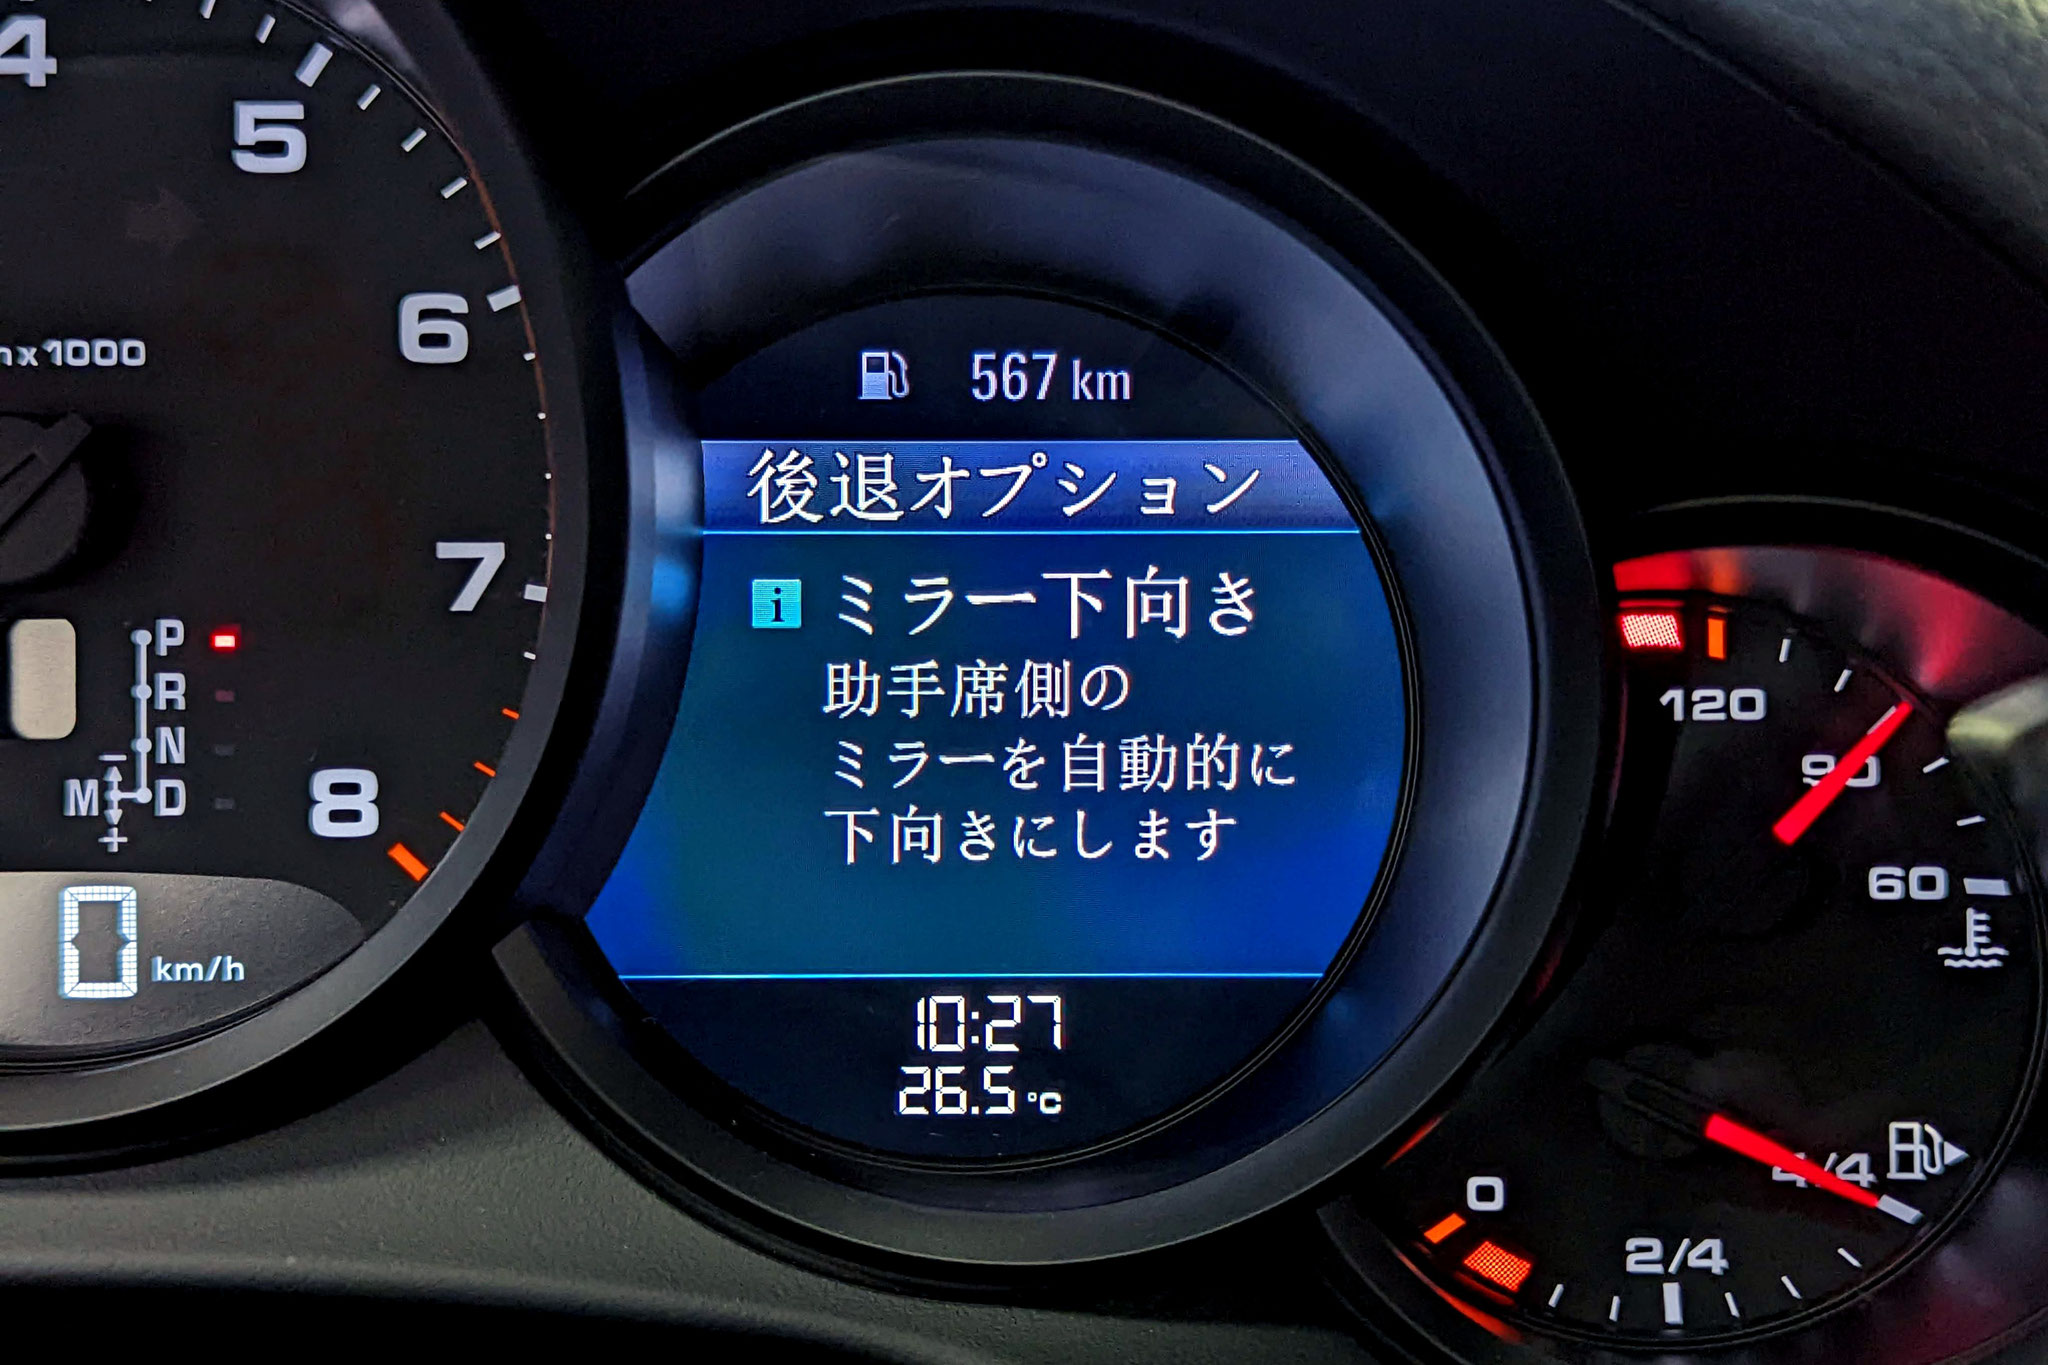 4
5
6
7
8
x1000
P
R
N
M D
−
+
0 km/h
567 km
後退オプション
i ミラー下向き
助手席側の
ミラーを自動的に
下向きにします
10:27
26.5 °C
120
90
60
0
2/4
4/4